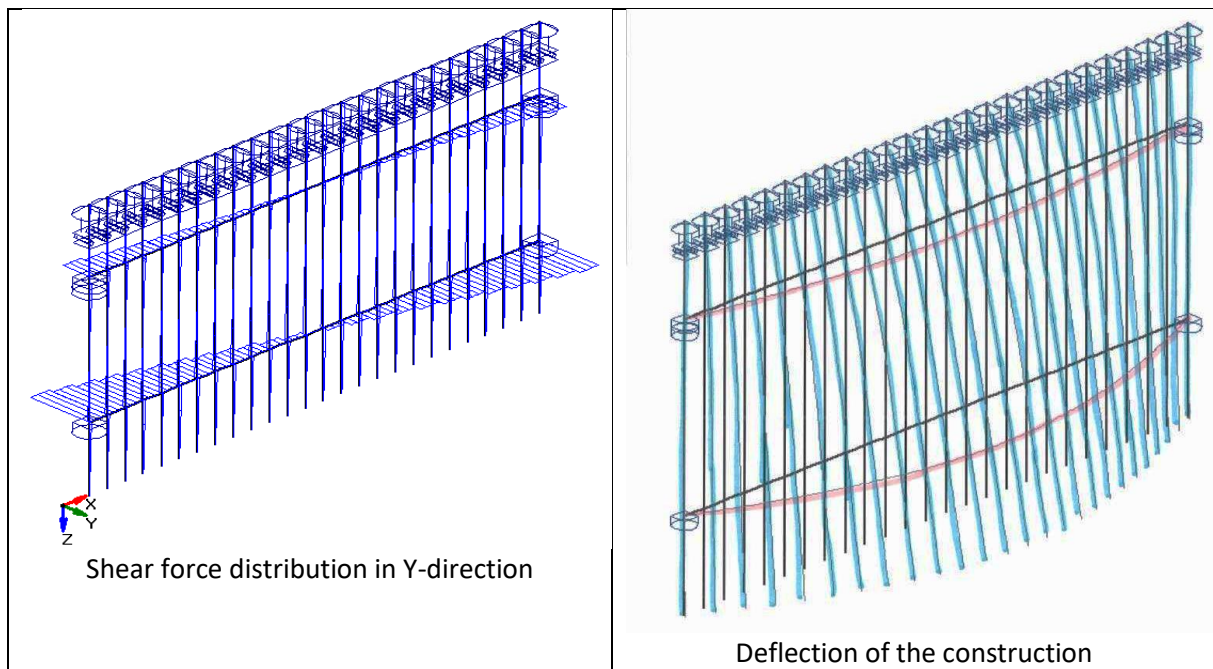 X
Y
Z
Shear force distribution in Y-direction
Deflection of the construction